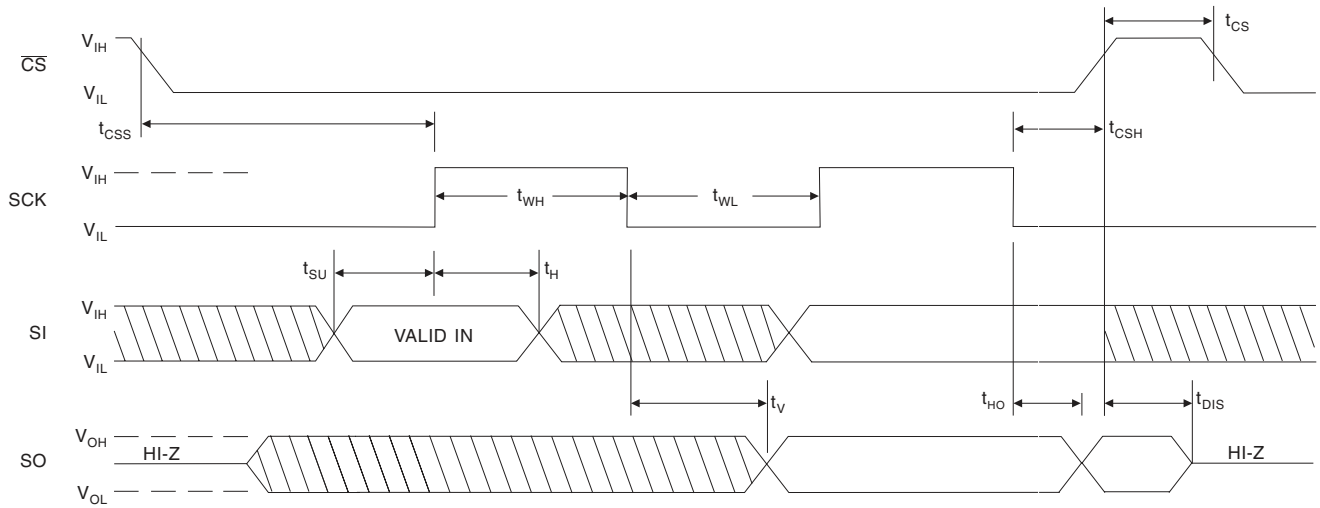 V_IH
t_CS
C̅S̅
V_IL
t_CSS
t_CSH
V_IH
SCK
t_WH
t_WL
V_IL
t_SU
t_H
V_IH
SI
VALID IN
V_IL
t_V
t_HO
t_DIS
V_OH
SO
HI-Z
HI-Z
V_OL